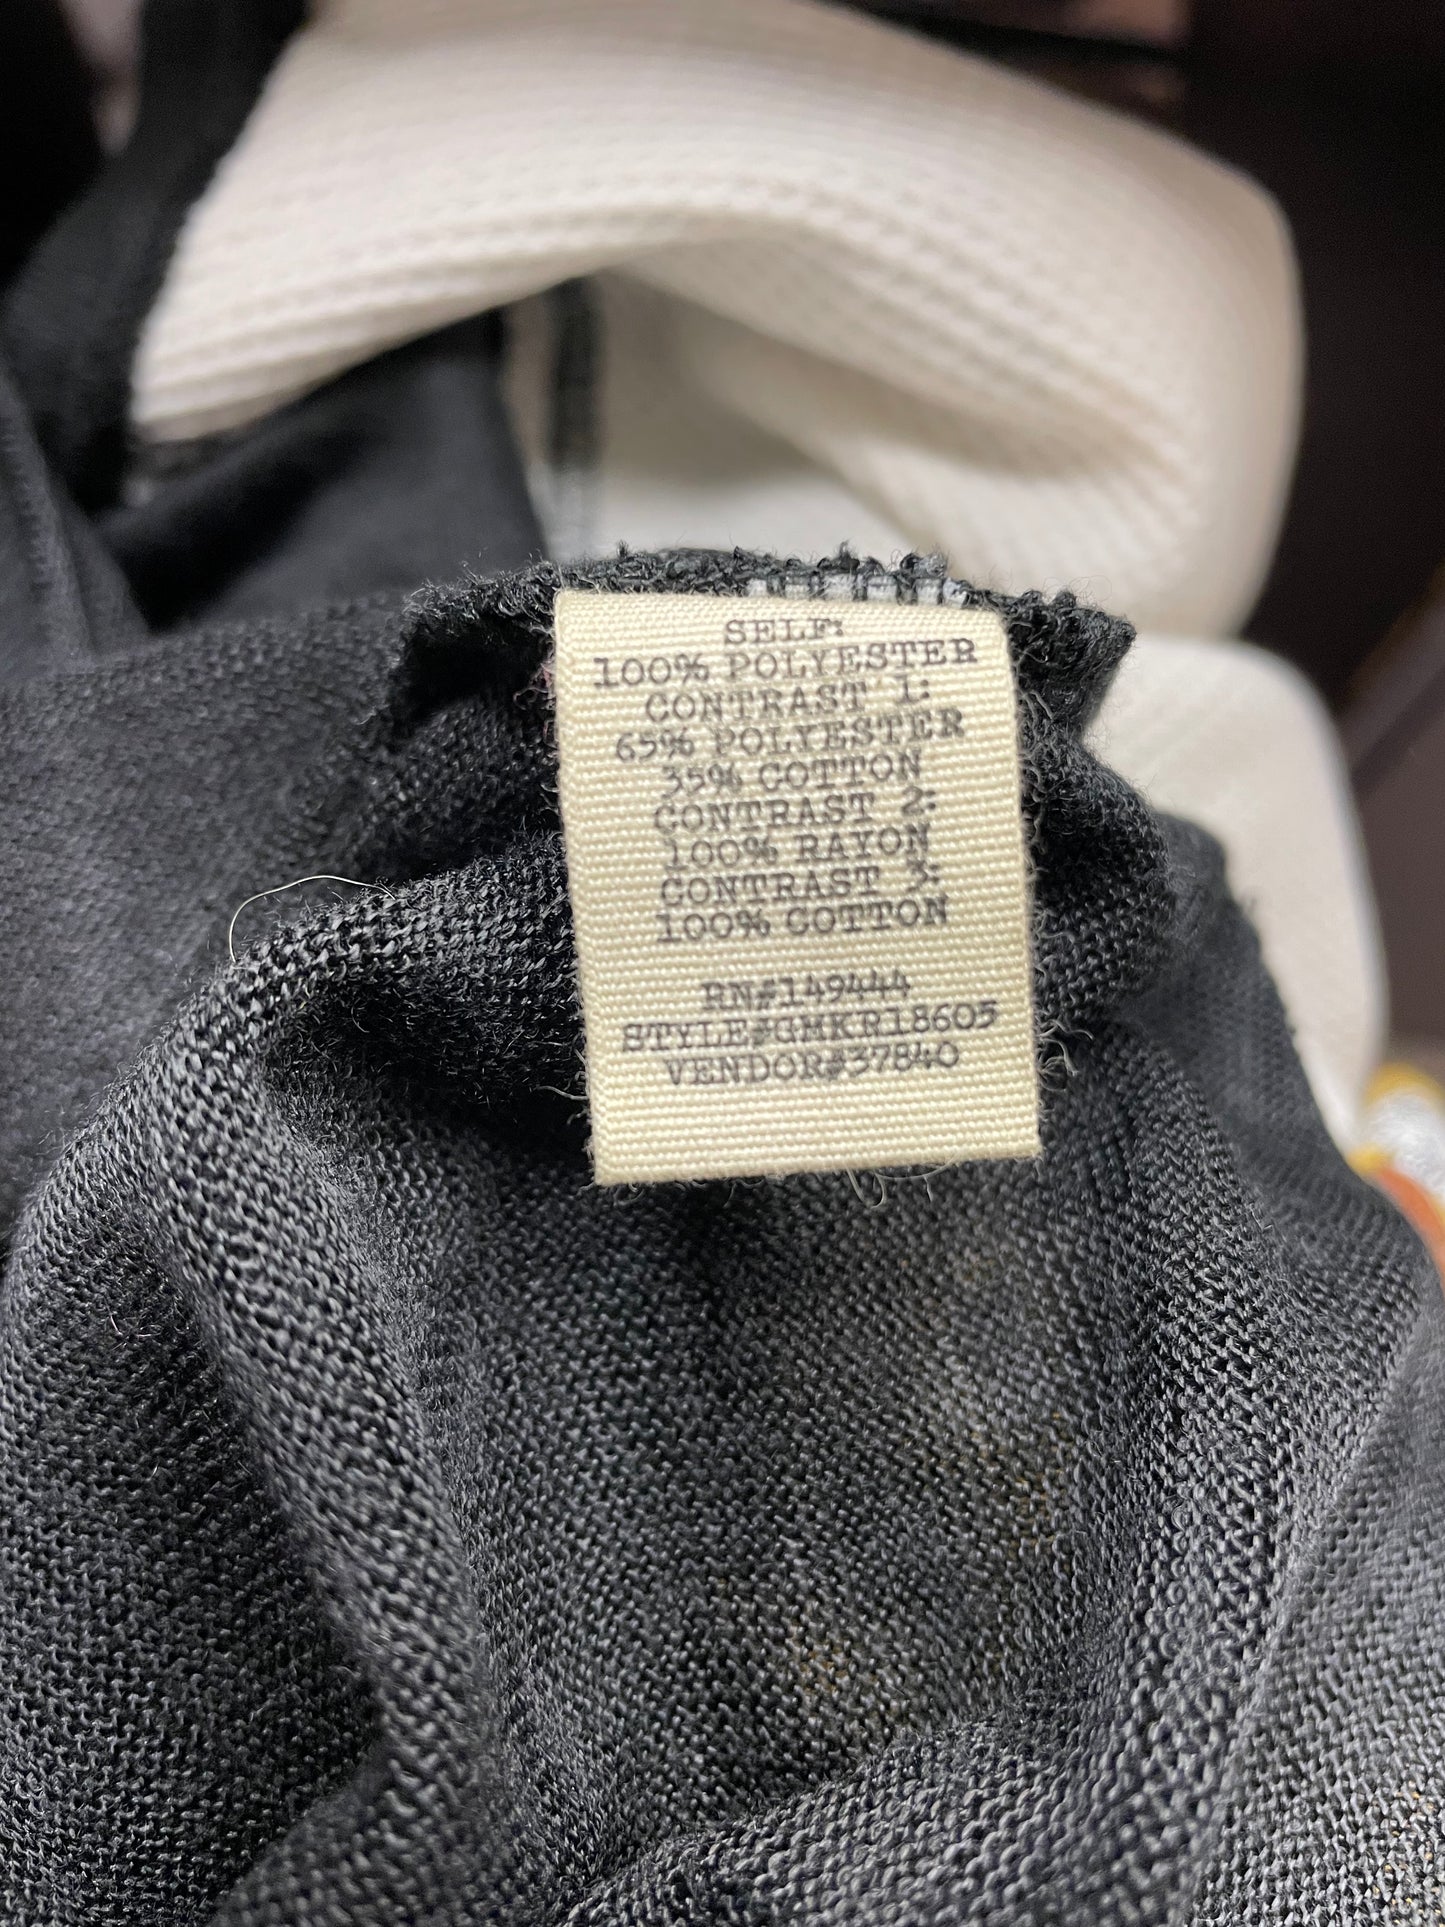 SELF:
100% POLYESTER
CONTRAST 1:
65% POLYESTER
35% COTTON
CONTRAST 2:
100% RAYON
CONTRAST 3:
100% COTTON
RN#149444
STYLE#GMKR18605
VENDOR#37840